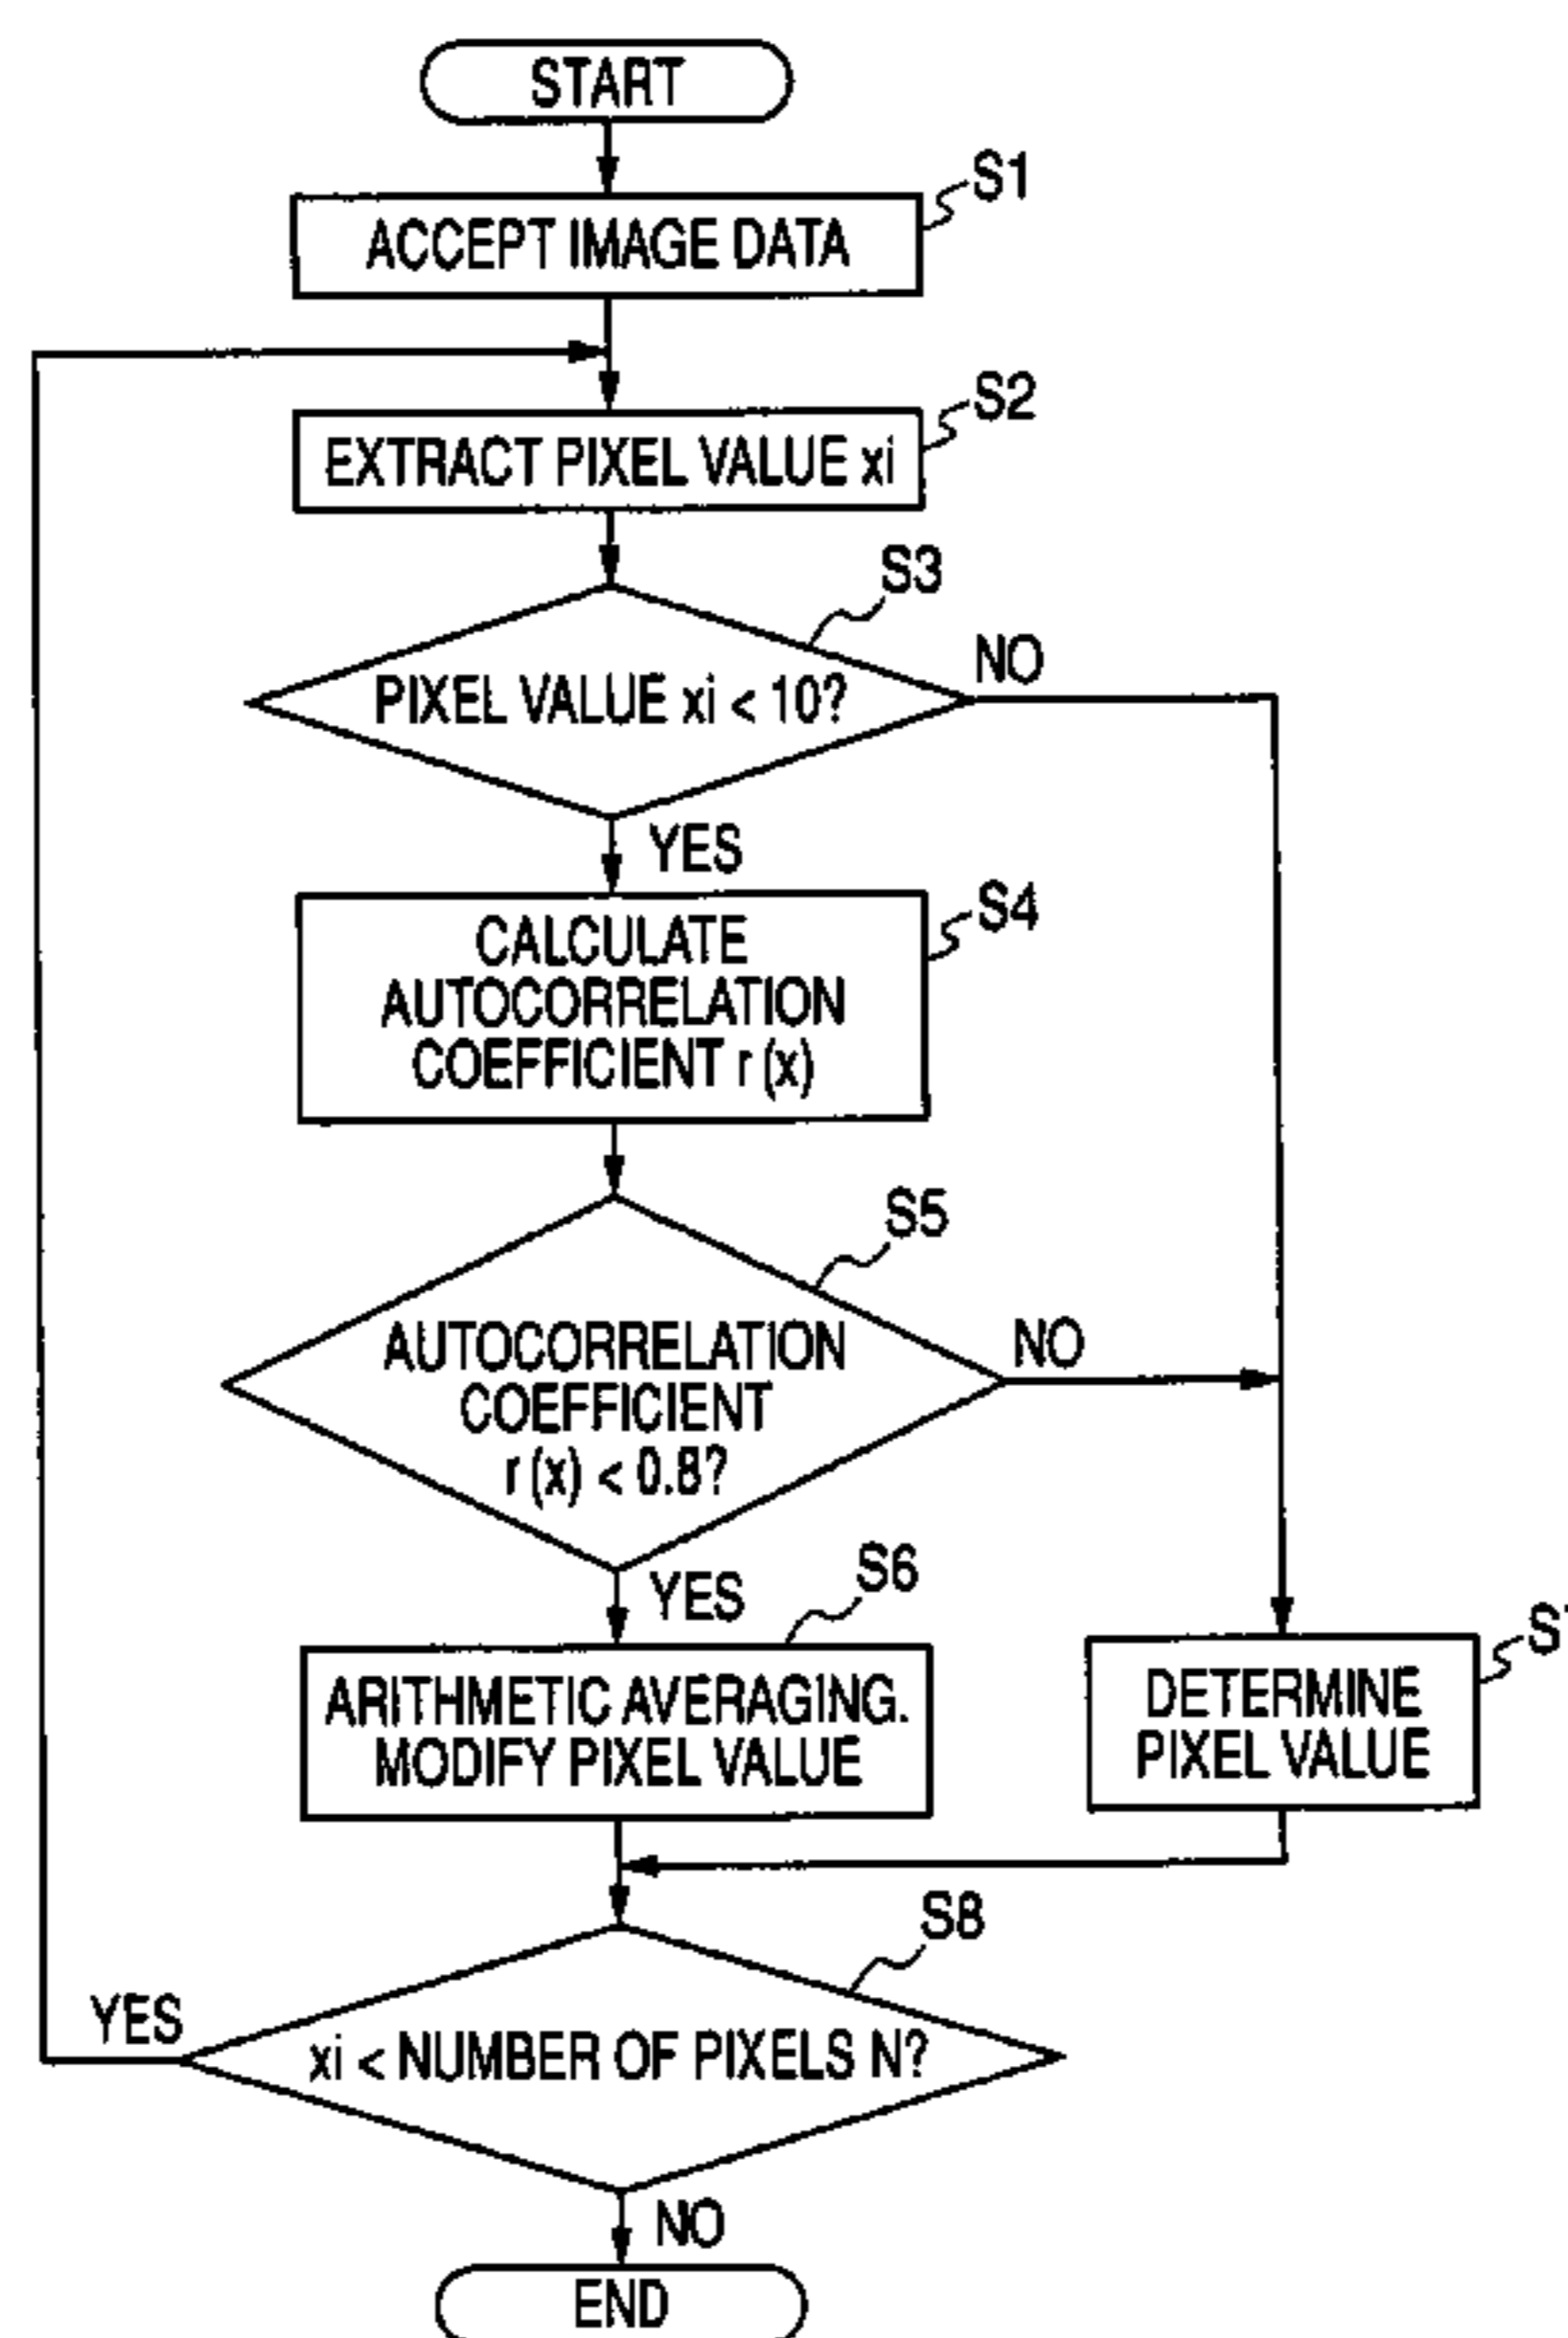 START
S1
ACCEPT IMAGE DATA
S2
EXTRACT PIXEL VALUE xi
S3
PIXEL VALUE xi < 10?
NO
YES
S4
CALCULATE
AUTOCORRELATION
COEFFICIENT r (x)
S5
AUTOCORRELATION
COEFFICIENT
r (x) < 0.8?
NO
YES
S6
ARITHMETIC AVERAGING.
MODIFY PIXEL VALUE
DETERMINE
PIXEL VALUE
S8
xi < NUMBER OF PIXELS N?
YES
NO
END